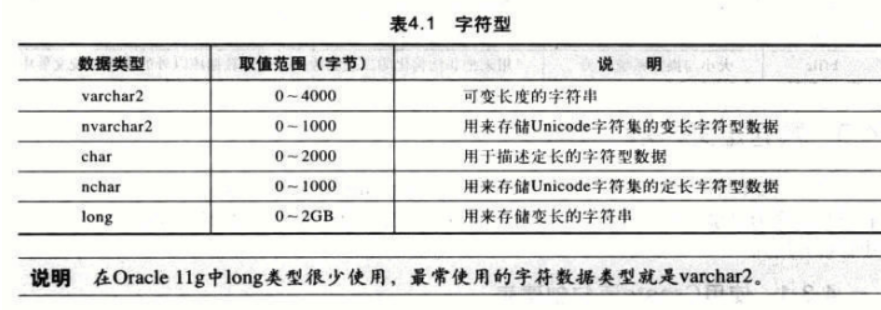 表4.1 字符型
数据类型 取值范围（字节） 说 明
varchar2 0～4000 可变长度的字符串
nvarchar2 0～1000 用来存储Unicode字符集的变长字符型数据
char 0～2000 用于描述定长的字符型数据
nchar 0～1000 用来存储Unicode字符集的定长字符型数据
long 0～2GB 用来存储变长的字符串
说明 在Oracle 11g中long类型很少使用，最常使用的字符数据类型就是varchar2。